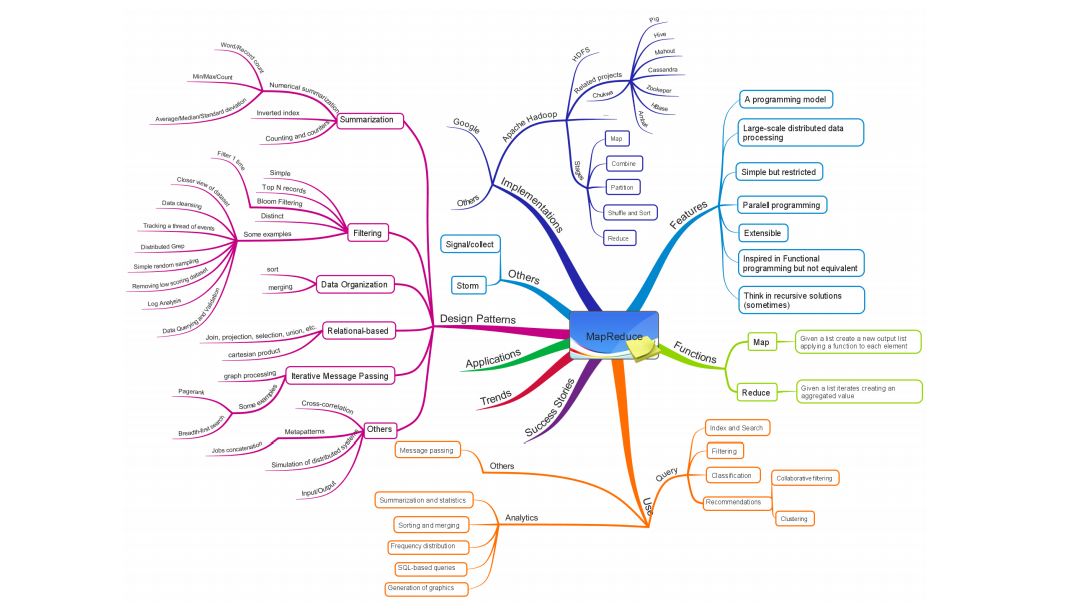 MapReduce
Features
A programming model
Large-scale distributed data
processing
Simple but restricted
Paralell programming
Extensible
Inspired in Functional
programming but not equivalent
Think in recursive solutions
(sometimes)
Functions
Map
Given a list create a new output list
applying a function to each element
Reduce
Given a list iterates creating an
aggregated value
Use
Query
Index and Search
Filtering
Classification
Recommendations
Collaborative filtering
Clustering
Others
Message passing
Analytics
Summarization and statistics
Sorting and merging
Frequency distribution
SQL-based queries
Generation of graphics
Success Stories
Trends
Applications
Design Patterns
Summarization
Numerical summarization
Word/Record count
Min/Max/Count
Average/Median/Standard deviation
Inverted index
Counting and counters
Filtering
Simple
Top N records
Bloom Filtering
Filter 1 time
Distinct
Some examples
Closer view of dataset
Data cleansing
Tracking a thread of events
Distributed Grep
Simple random sampling
Removing low scoring dataset
Log Analysis
Data Querying and Validation
Data Organization
sort
merging
Relational-based
Join, projection, selection, union, etc.
cartesian product
Iterative Message Passing
graph processing
Some examples
Pagerank
Breadth-first search
Others
Cross-correlation
Metapatterns
Jobs concatenation
Simulation of distributed systems
Input/Output
Others
Signal/collect
Storm
Implementations
Google
Others
Apache Hadoop
HDFS
Related projects
Pig
Hive
Mahout
Cassandra
Zookeper
HBase
Chukwa
...
Stages
Map
Combine
Partition
Shuffle and Sort
Reduce